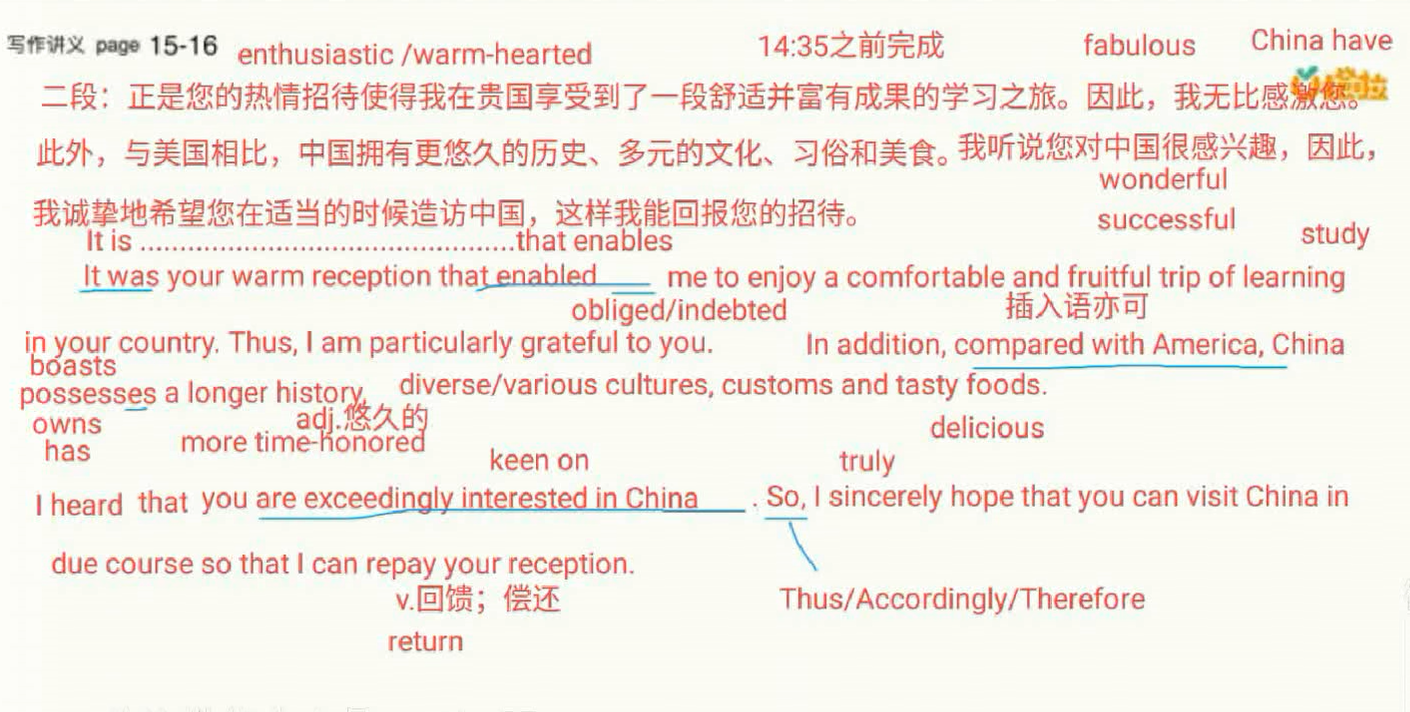 写作讲义 page 15-16
enthusiastic /warm-hearted
14:35之前完成
fabulous
China have
二段：正是您的热情招待使得我在贵国享受到了一段舒适并富有成果的学习之旅。因此，我无比感激您。
此外，与美国相比，中国拥有更悠久的历史、多元的文化、习俗和美食。我听说您对中国很感兴趣，因此，
wonderful
我诚挚地希望您在适当的时候造访中国，这样我能回报您的招待。
successful
study
It is .............................................that enables
It was your warm reception that enabled me to enjoy a comfortable and fruitful trip of learning
obliged/indebted
插入语亦可
in your country. Thus, I am particularly grateful to you. In addition, compared with America, China
boasts
possesses a longer history, diverse/various cultures, customs and tasty foods.
owns
adj.悠久的
delicious
has
more time-honored
keen on
truly
I heard that you are exceedingly interested in China . So, I sincerely hope that you can visit China in
due course so that I can repay your reception.
v.回馈；偿还
Thus/Accordingly/Therefore
return